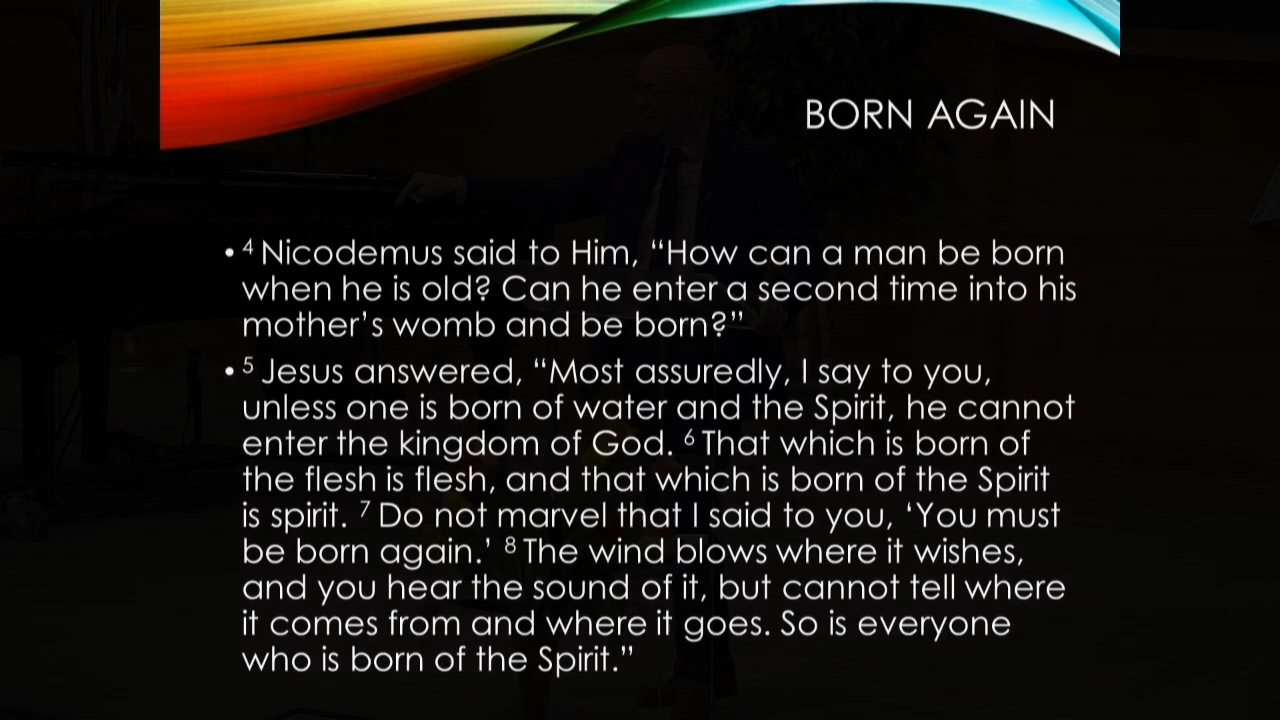 BORN AGAIN
• ⁴ Nicodemus said to Him, “How can a man be born
when he is old? Can he enter a second time into his
mother’s womb and be born?”
• ⁵ Jesus answered, “Most assuredly, I say to you,
unless one is born of water and the Spirit, he cannot
enter the kingdom of God. ⁶ That which is born of
the flesh is flesh, and that which is born of the Spirit
is spirit. ⁷ Do not marvel that I said to you, ‘You must
be born again.’ ⁸ The wind blows where it wishes,
and you hear the sound of it, but cannot tell where
it comes from and where it goes. So is everyone
who is born of the Spirit.”